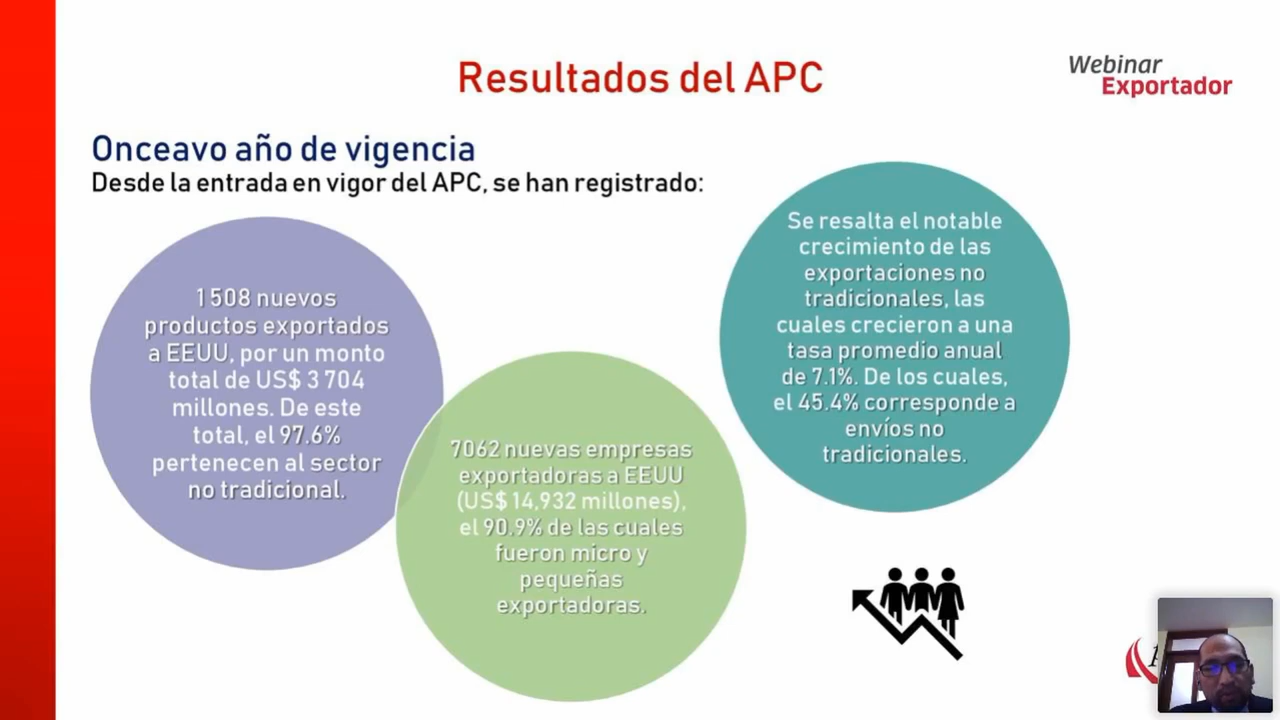 Resultados del APC
Webinar
Exportador
Onceavo año de vigencia
Desde la entrada en vigor del APC, se han registrado:
1 508 nuevos
productos exportados
a EEUU, por un monto
total de US$ 3 704
millones. De este
total, el 97.6%
pertenecen al sector
no tradicional.
7062 nuevas empresas
exportadoras a EEUU
(US$ 14,932 millones),
el 90.9% de las cuales
fueron micro y
pequeñas
exportadoras.
Se resalta el notable
crecimiento de las
exportaciones no
tradicionales, las
cuales crecieron a una
tasa promedio anual
de 7.1%. De los cuales,
el 45.4% corresponde a
envíos no
tradicionales.